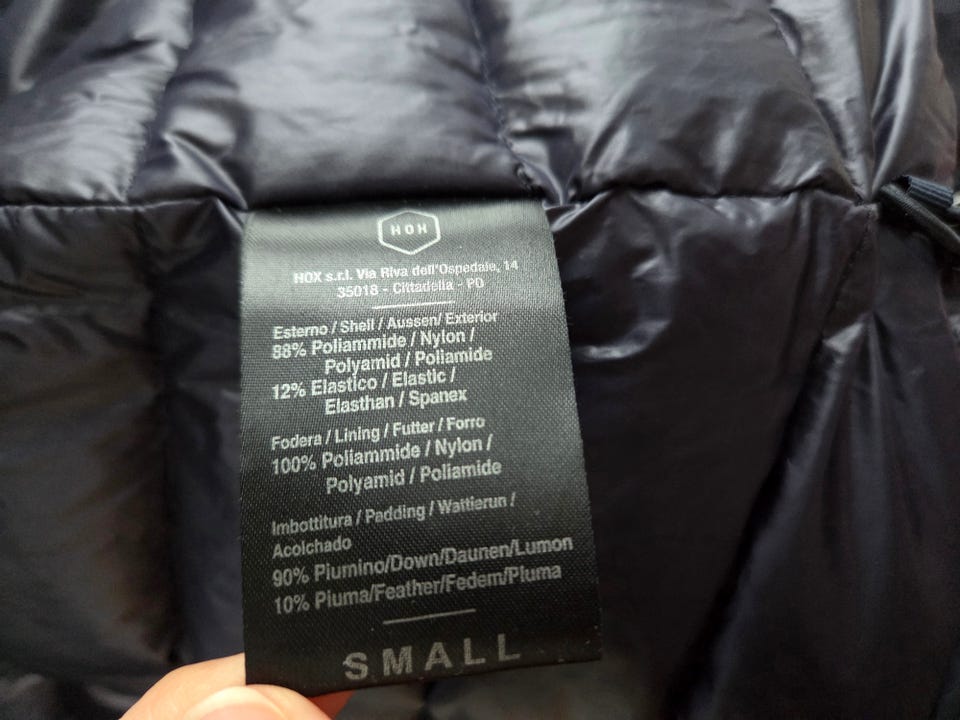 HOX
HOX s.r.l. Via Riva dell'Ospedale, 14
35018 - Cittadella - PD
Esterno / Shell / Aussen/ Exterior
88% Poliammide / Nylon /
Polyamid / Poliamide
12% Elastico / Elastic /
Elasthan / Spanex
Fodera / Lining / Futter / Forro
100% Poliammide / Nylon /
Polyamid / Poliamide
Imbottitura / Padding / Wattierun /
Acolchado
90% Piumino/Down/Daunen/Lumon
10% Piuma/Feather/Federn/Pluma
SMALL